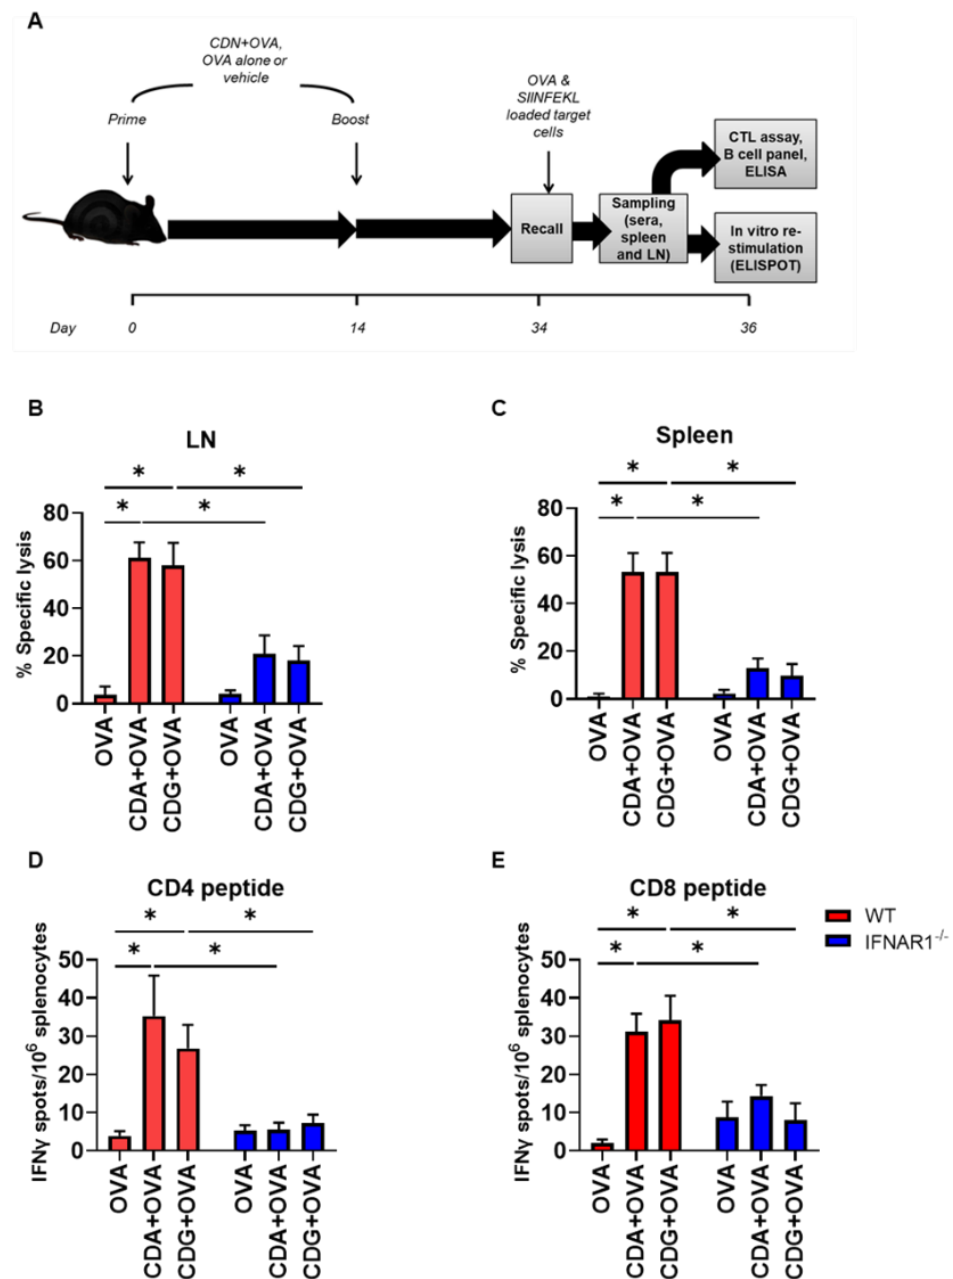 A
CDN+OVA,
OVA alone or
vehicle
Prime
Boost
OVA &
SIINFEKL
loaded target
cells
CTL assay,
B cell panel,
ELISA
Recall
Sampling
(sera,
spleen
and LN)
In vitro re-
stimulation
(ELISPOT)
Day 0 14 34 36
B
LN
* *
* *
% Specific lysis
80
60
40
20
0
OVA
CDA+OVA
CDG+OVA
OVA
CDA+OVA
CDG+OVA
C
Spleen
* *
* *
% Specific lysis
80
60
40
20
0
OVA
CDA+OVA
CDG+OVA
OVA
CDA+OVA
CDG+OVA
D
CD4 peptide
* *
* *
IFNγ spots/10⁶ splenocytes
50
40
30
20
10
0
OVA
CDA+OVA
CDG+OVA
OVA
CDA+OVA
CDG+OVA
E
CD8 peptide
* *
* *
IFNγ spots/10⁶ splenocytes
50
40
30
20
10
0
OVA
CDA+OVA
CDG+OVA
OVA
CDA+OVA
CDG+OVA
WT
IFNAR1⁻/⁻